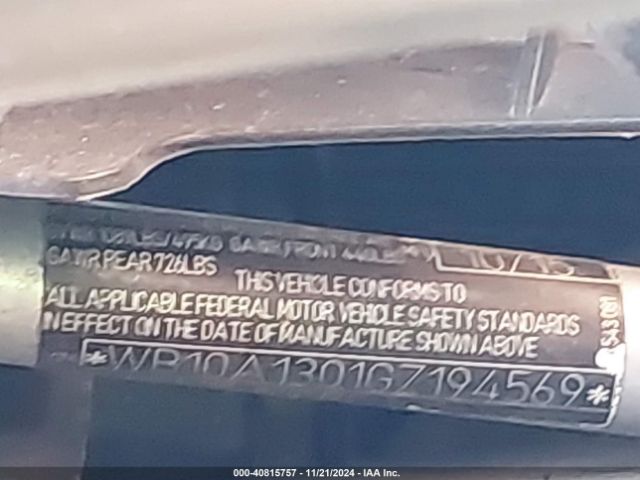 GAWR REAR 726LBS
THIS VEHICLE CONFORMS TO
ALL APPLICABLE FEDERAL MOTOR VEHICLE SAFETY STANDARDS
IN EFFECT ON THE DATE OF MANUFACTURE SHOWN ABOVE
*WB10A1301GZ194569*
000-40815757 - 11/21/2024 - IAA Inc.